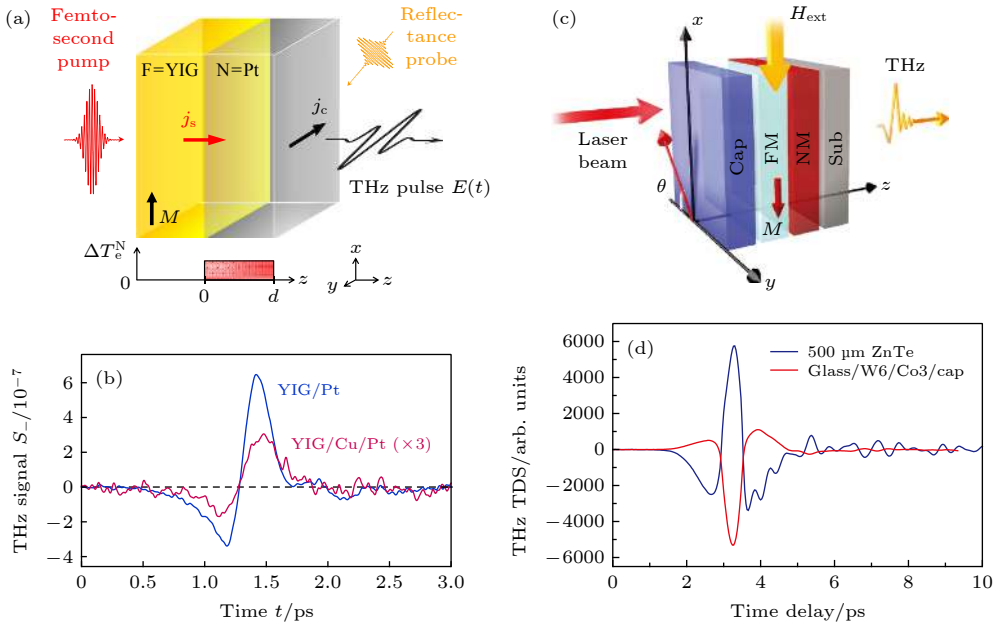 (a)
Femto-
second
pump
F=YIG
N=Pt
Reflec-
tance
probe
j_s
j_c
M
THz pulse E(t)
ΔT_e^N
0
0
d
z
x
y
z
(b)
YIG/Pt
YIG/Cu/Pt (×3)
THz signal S_−/10^−7
6
4
2
0
−2
−4
0
0.5
1.0
1.5
2.0
2.5
3.0
Time t/ps
(c)
x
H_ext
THz
Laser
beam
Cap
FM
NM
Sub
θ
M
z
y
(d)
500 µm ZnTe
Glass/W6/Co3/cap
THz TDS/arb. units
6000
4000
2000
0
−2000
−4000
−6000
0
2
4
6
8
10
Time delay/ps